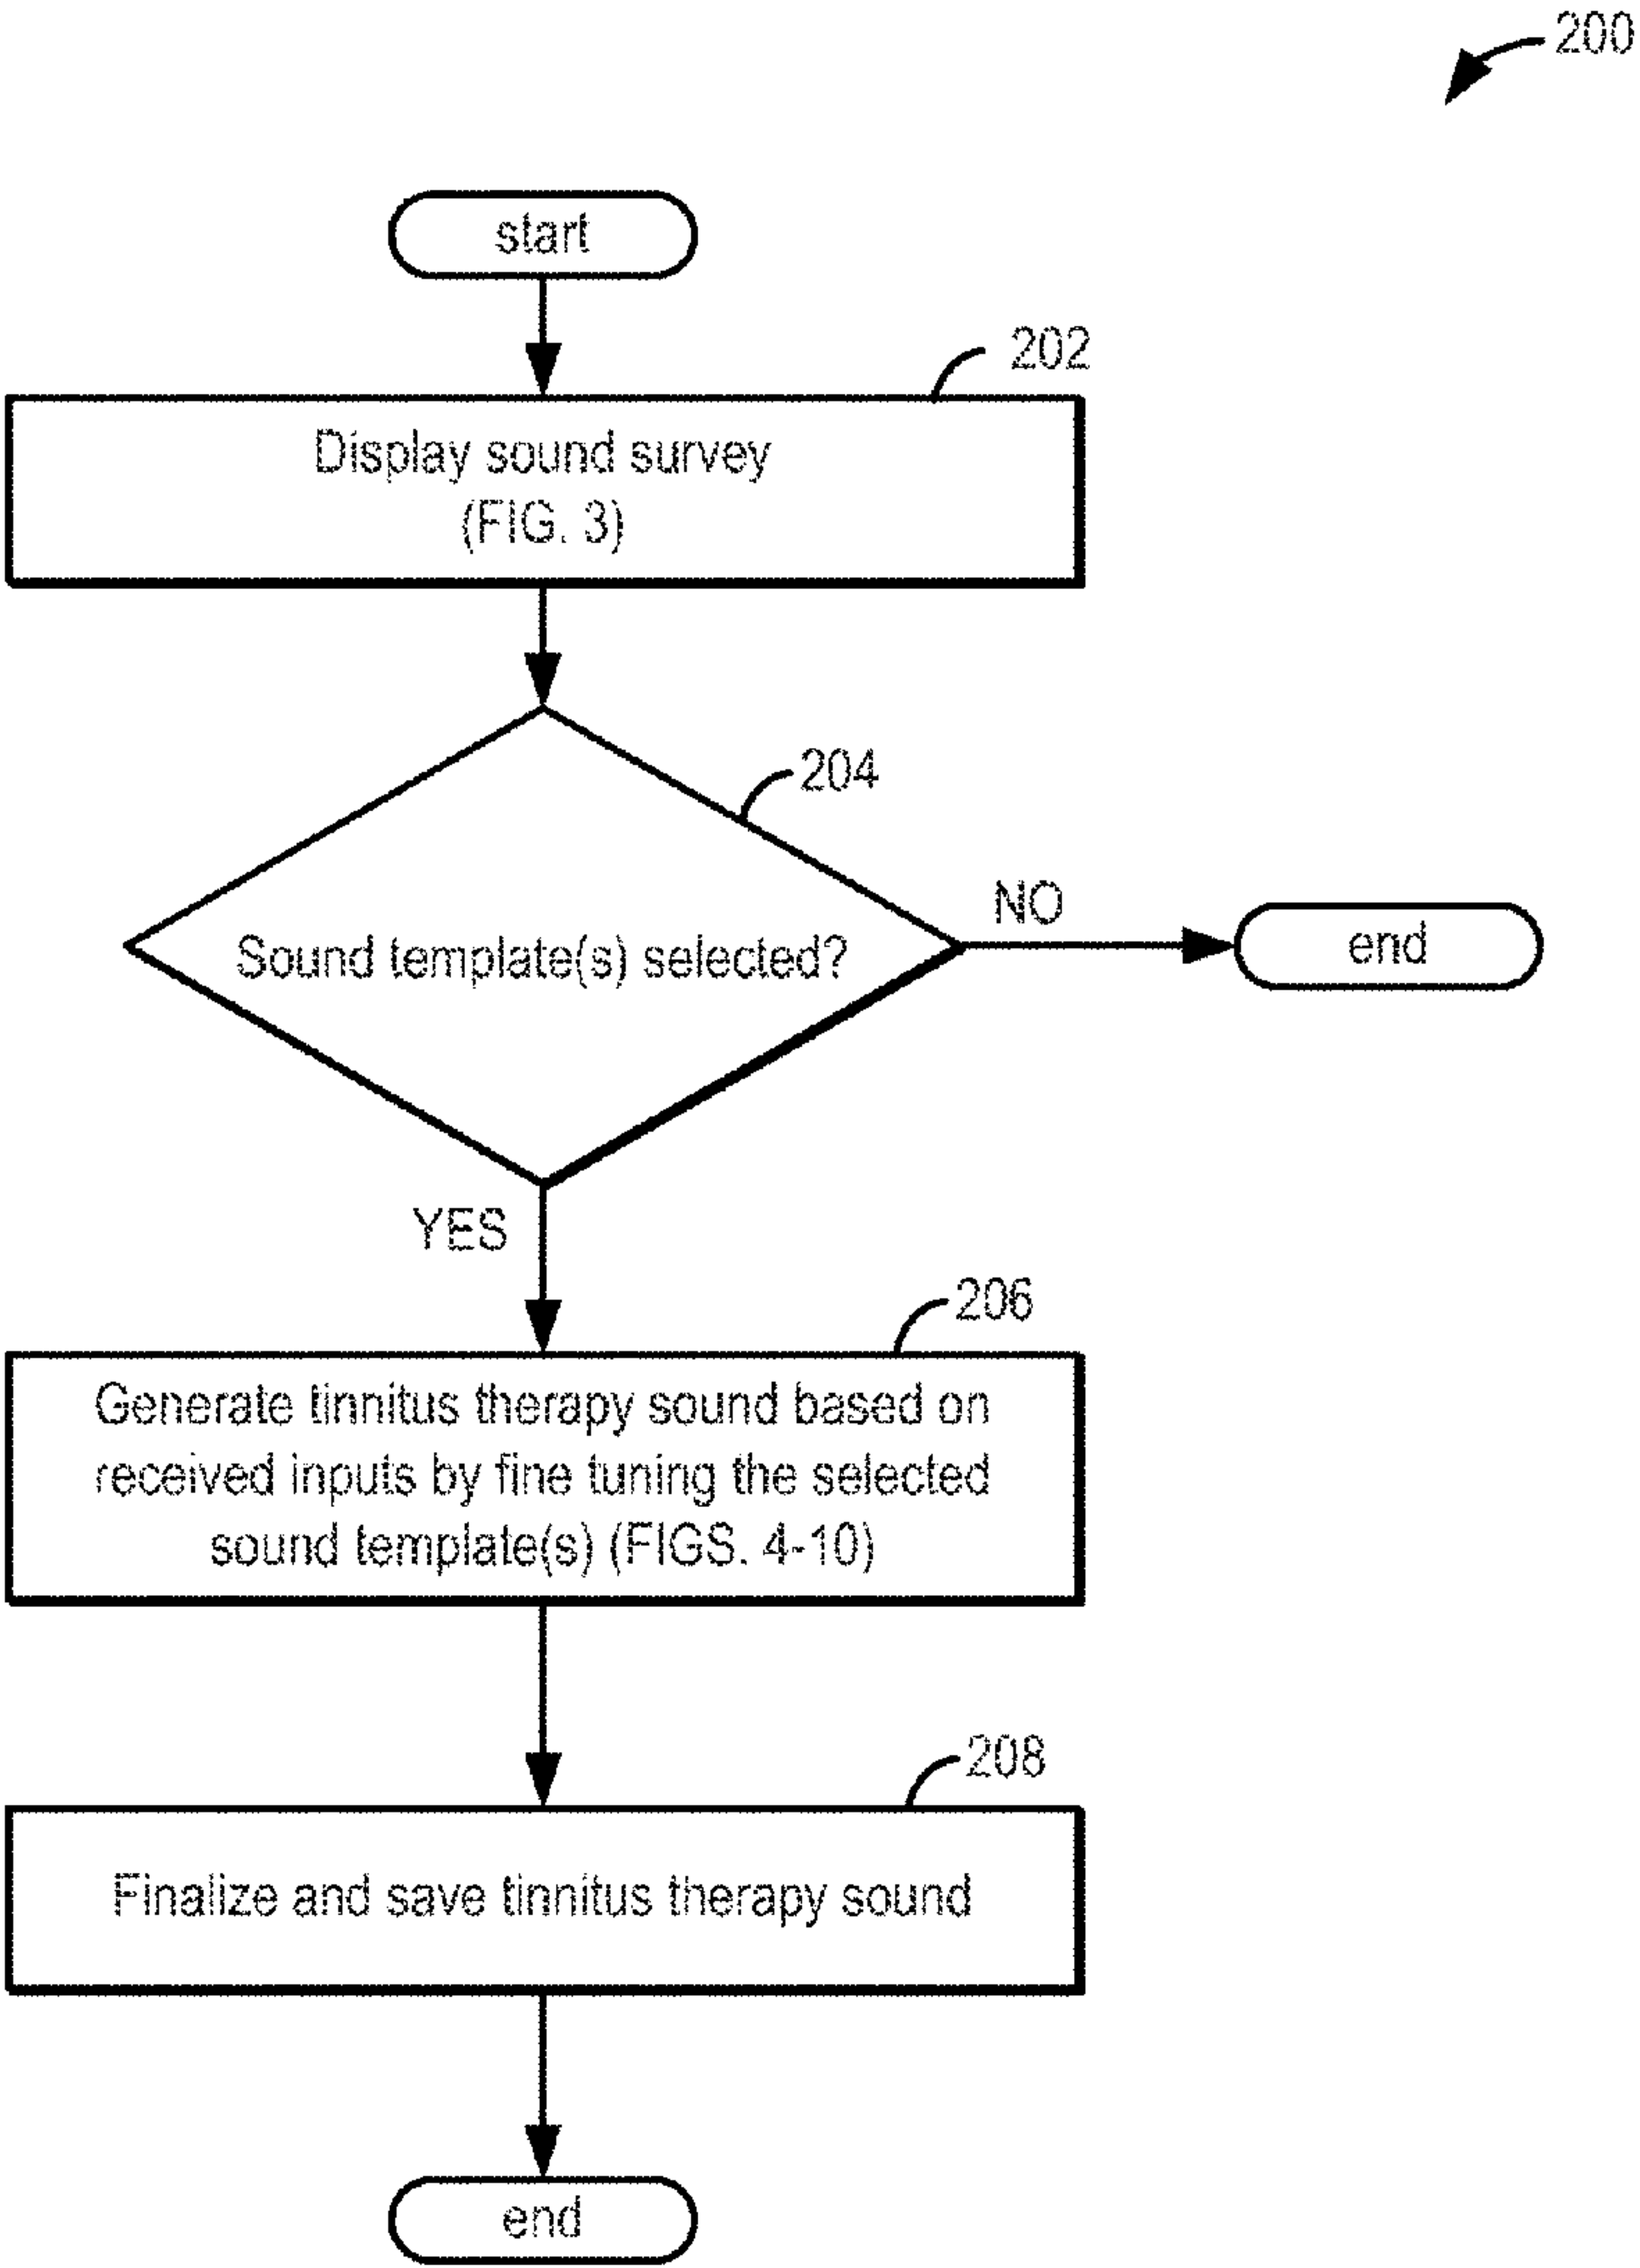 200
start
202
Display sound survey
(FIG. 3)
204
Sound template(s) selected?
NO
end
YES
206
Generate tinnitus therapy sound based on
received inputs by fine tuning the selected
sound template(s) (FIGS. 4-10)
208
Finalize and save tinnitus therapy sound
end